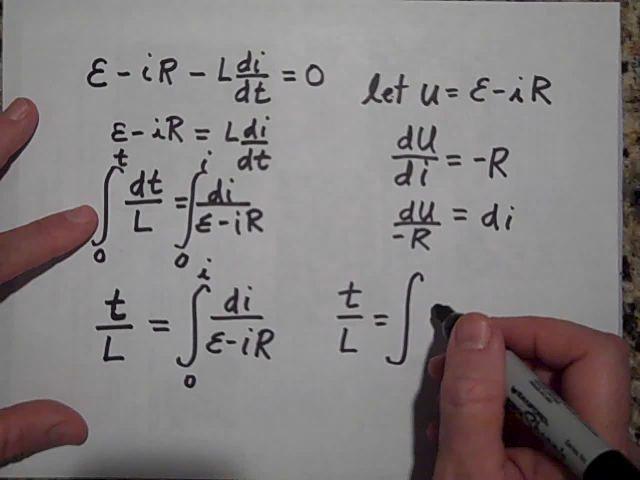 ε - iR - L di/dt = 0
ε - iR = L di/dt
∫₀ᵗ dt/L = ∫₀ⁱ di/(ε - iR)
t/L = ∫₀ⁱ di/(ε - iR)
let u = ε - iR
du/di = -R
du/-R = di
t/L = ∫